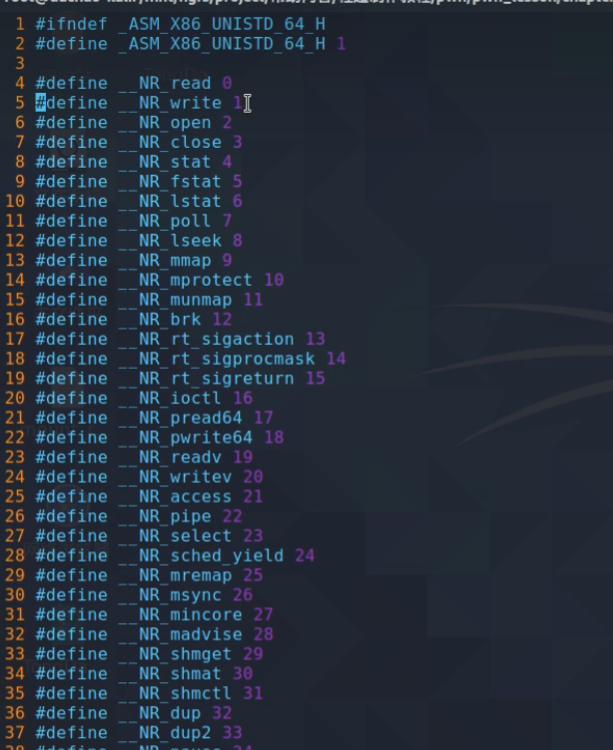 1 #ifndef _ASM_X86_UNISTD_64_H
2 #define _ASM_X86_UNISTD_64_H 1
3
4 #define __NR_read 0
5 #define __NR_write 1
6 #define __NR_open 2
7 #define __NR_close 3
8 #define __NR_stat 4
9 #define __NR_fstat 5
10 #define __NR_lstat 6
11 #define __NR_poll 7
12 #define __NR_lseek 8
13 #define __NR_mmap 9
14 #define __NR_mprotect 10
15 #define __NR_munmap 11
16 #define __NR_brk 12
17 #define __NR_rt_sigaction 13
18 #define __NR_rt_sigprocmask 14
19 #define __NR_rt_sigreturn 15
20 #define __NR_ioctl 16
21 #define __NR_pread64 17
22 #define __NR_pwrite64 18
23 #define __NR_readv 19
24 #define __NR_writev 20
25 #define __NR_access 21
26 #define __NR_pipe 22
27 #define __NR_select 23
28 #define __NR_sched_yield 24
29 #define __NR_mremap 25
30 #define __NR_msync 26
31 #define __NR_mincore 27
32 #define __NR_madvise 28
33 #define __NR_shmget 29
34 #define __NR_shmat 30
35 #define __NR_shmctl 31
36 #define __NR_dup 32
37 #define __NR_dup2 33